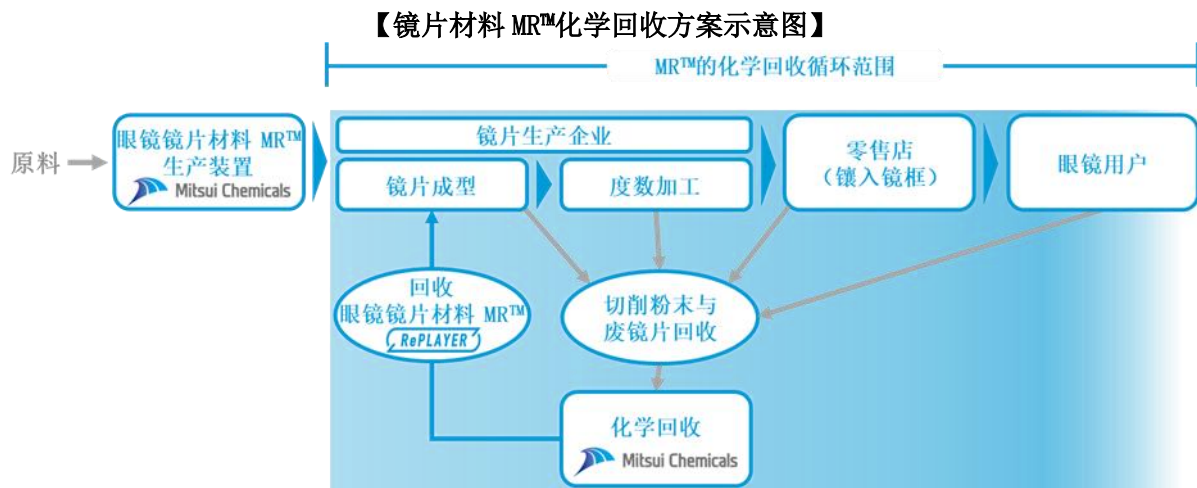 【镜片材料 MR™化学回收方案示意图】
MR™的化学回收循环范围
原料
眼镜镜片材料 MR™
生产装置
Mitsui Chemicals
镜片生产企业
镜片成型
度数加工
零售店
（镶入镜框）
眼镜用户
回收
眼镜镜片材料 MR™
RePLAYER
切削粉末与
废镜片回收
化学回收
Mitsui Chemicals